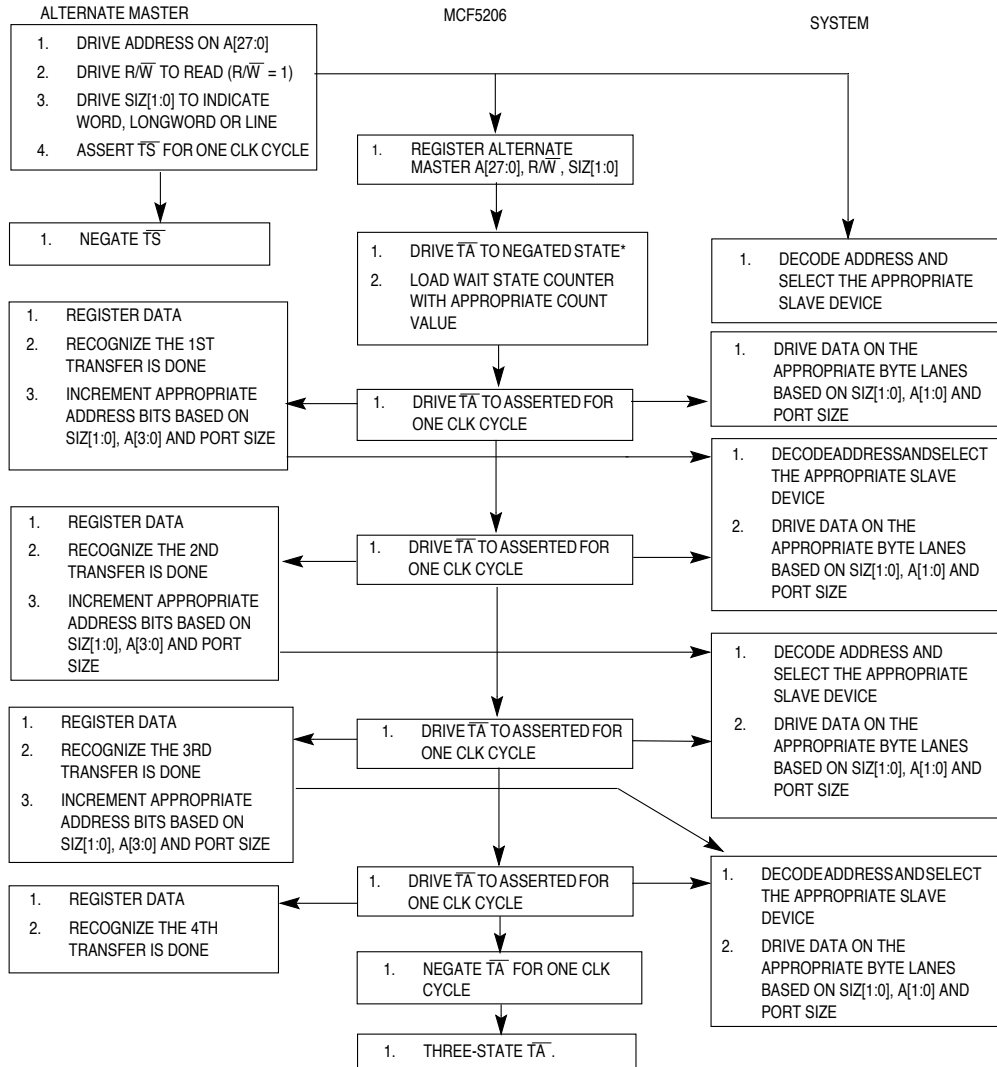 ALTERNATE MASTER
1. DRIVE ADDRESS ON A[27:0]
2. DRIVE R/W̅ TO READ (R/W̅ = 1)
3. DRIVE SIZ[1:0] TO INDICATE
WORD, LONGWORD OR LINE
4. ASSERT T̅S̅ FOR ONE CLK CYCLE
1. NEGATE T̅S̅
1. REGISTER DATA
2. RECOGNIZE THE 1ST
TRANSFER IS DONE
3. INCREMENT APPROPRIATE
ADDRESS BITS BASED ON
SIZ[1:0], A[3:0] AND PORT SIZE
1. REGISTER DATA
2. RECOGNIZE THE 2ND
TRANSFER IS DONE
3. INCREMENT APPROPRIATE
ADDRESS BITS BASED ON
SIZ[1:0], A[3:0] AND PORT
SIZE
1. REGISTER DATA
2. RECOGNIZE THE 3RD
TRANSFER IS DONE
3. INCREMENT APPROPRIATE
ADDRESS BITS BASED ON
SIZ[1:0], A[3:0] AND PORT SIZE
1. REGISTER DATA
2. RECOGNIZE THE 4TH
TRANSFER IS DONE
MCF5206
1. REGISTER ALTERNATE
MASTER A[27:0], R/W̅, SIZ[1:0]
1. DRIVE T̅A̅ TO NEGATED STATE*
2. LOAD WAIT STATE COUNTER
WITH APPROPRIATE COUNT
VALUE
1. DRIVE T̅A̅ TO ASSERTED FOR
ONE CLK CYCLE
1. DRIVE T̅A̅ TO ASSERTED FOR
ONE CLK CYCLE
1. DRIVE T̅A̅ TO ASSERTED FOR
ONE CLK CYCLE
1. DRIVE T̅A̅ TO ASSERTED FOR
ONE CLK CYCLE
1. NEGATE T̅A̅ FOR ONE CLK
CYCLE
1. THREE-STATE T̅A̅.
SYSTEM
1. DECODE ADDRESS AND
SELECT THE APPROPRIATE
SLAVE DEVICE
1. DRIVE DATA ON THE
APPROPRIATE BYTE LANES
BASED ON SIZ[1:0], A[1:0] AND
PORT SIZE
1. DECODE ADDRESS AND SELECT
THE APPROPRIATE SLAVE
DEVICE
2. DRIVE DATA ON THE
APPROPRIATE BYTE LANES
BASED ON SIZ[1:0], A[1:0] AND
PORT SIZE
1. DECODE ADDRESS AND
SELECT THE APPROPRIATE
SLAVE DEVICE
2. DRIVE DATA ON THE
APPROPRIATE BYTE LANES
BASED ON SIZ[1:0], A[1:0] AND
PORT SIZE
1. DECODE ADDRESS AND SELECT
THE APPROPRIATE SLAVE
DEVICE
2. DRIVE DATA ON THE
APPROPRIATE BYTE LANES
BASED ON SIZ[1:0], A[1:0] AND
PORT SIZE